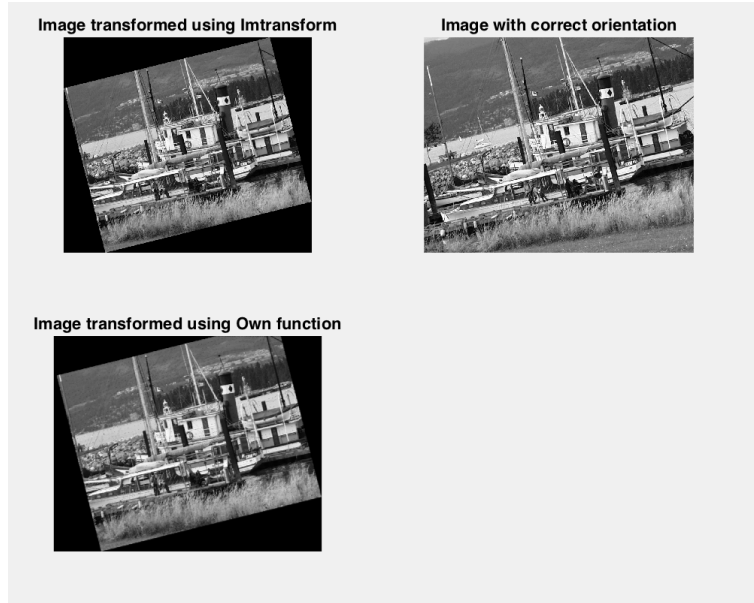 Image transformed using Imtransform
Image with correct orientation
Image transformed using Own function